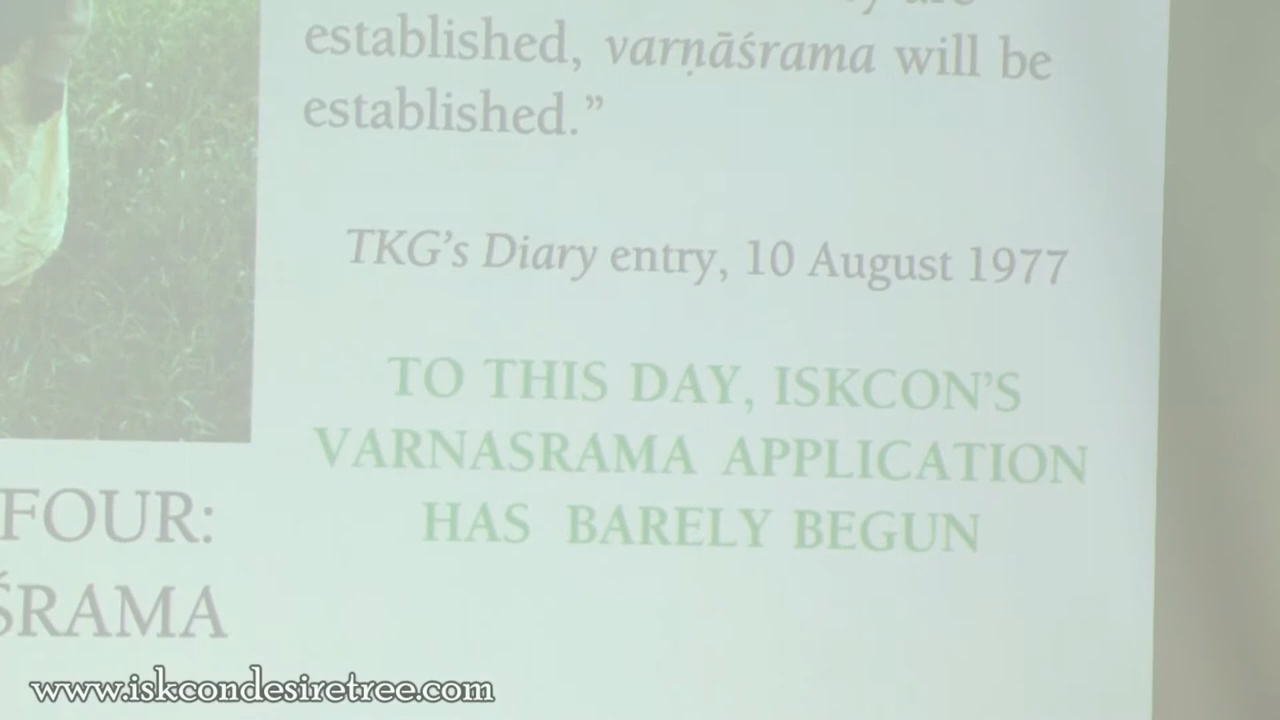 established, varṇāśrama will be
established.”
TKG’s Diary entry, 10 August 1977
TO THIS DAY, ISKCON’S
VARNASRAMA APPLICATION
HAS BARELY BEGUN
FOUR:
ŚRAMA
www.iskcondesiretree.com